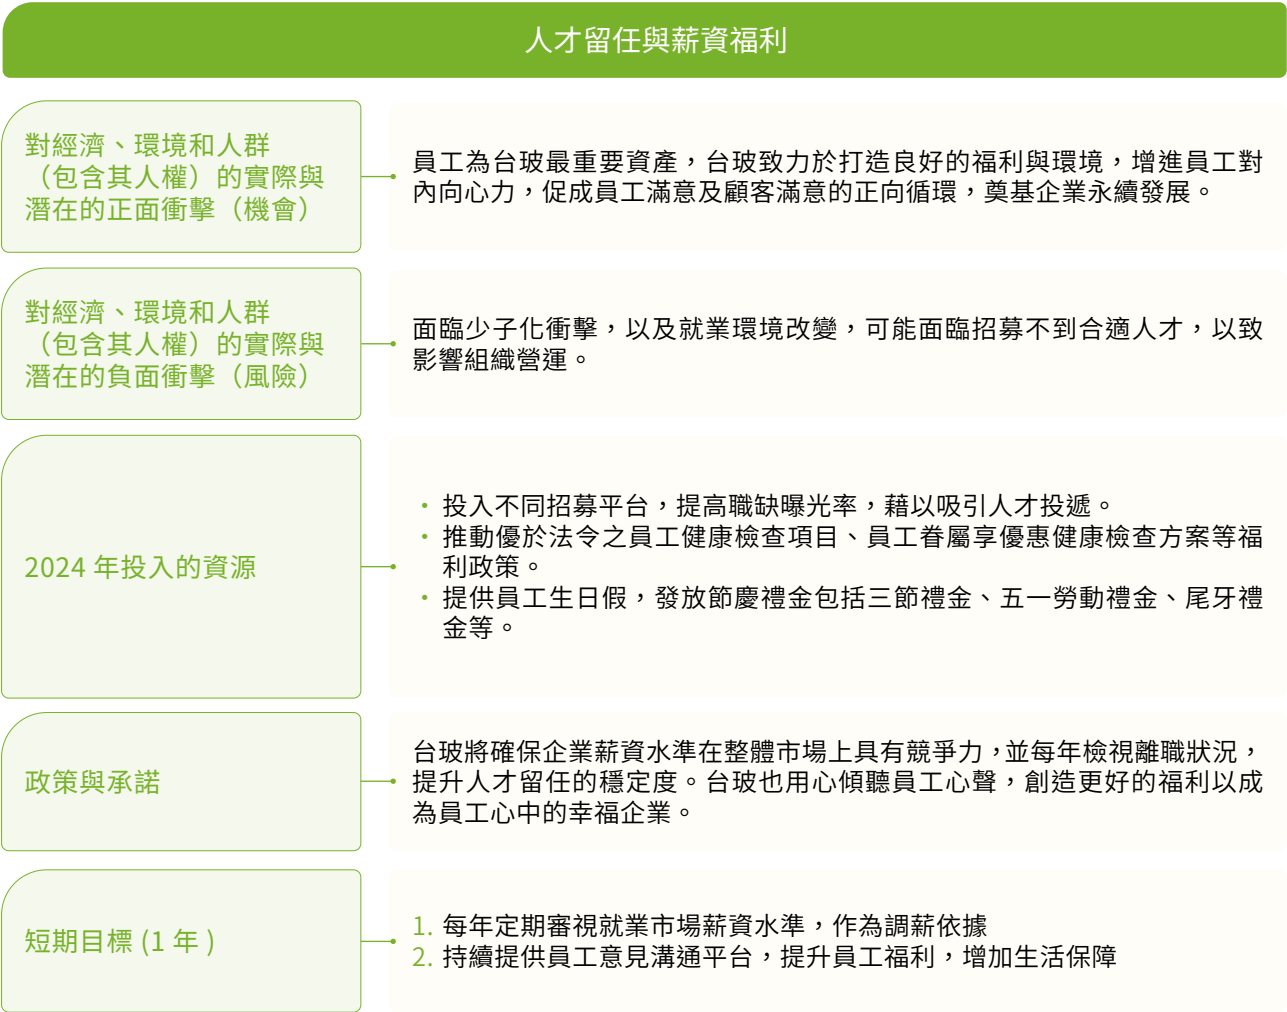 人才留任與薪資福利
對經濟、環境和人群
（包含其人權）的實際與
潛在的正面衝擊（機會）
員工為台玻最重要資產，台玻致力於打造良好的福利與環境，增進員工對
內向心力，促成員工滿意及顧客滿意的正向循環，奠基企業永續發展。
對經濟、環境和人群
（包含其人權）的實際與
潛在的負面衝擊（風險）
面臨少子化衝擊，以及就業環境改變，可能面臨招募不到合適人才，以致
影響組織營運。
2024 年投入的資源
• 投入不同招募平台，提高職缺曝光率，藉以吸引人才投遞。
• 推動優於法令之員工健康檢查項目、員工眷屬享優惠健康檢查方案等福
利政策。
• 提供員工生日假，發放節慶禮金包括三節禮金、五一勞動禮金、尾牙禮
金等。
政策與承諾
台玻將確保企業薪資水準在整體市場上具有競爭力，並每年檢視離職狀況，
提升人才留任的穩定度。台玻也用心傾聽員工心聲，創造更好的福利以成
為員工心中的幸福企業。
短期目標 (1 年 )
1. 每年定期審視就業市場薪資水準，作為調薪依據
2. 持續提供員工意見溝通平台，提升員工福利，增加生活保障